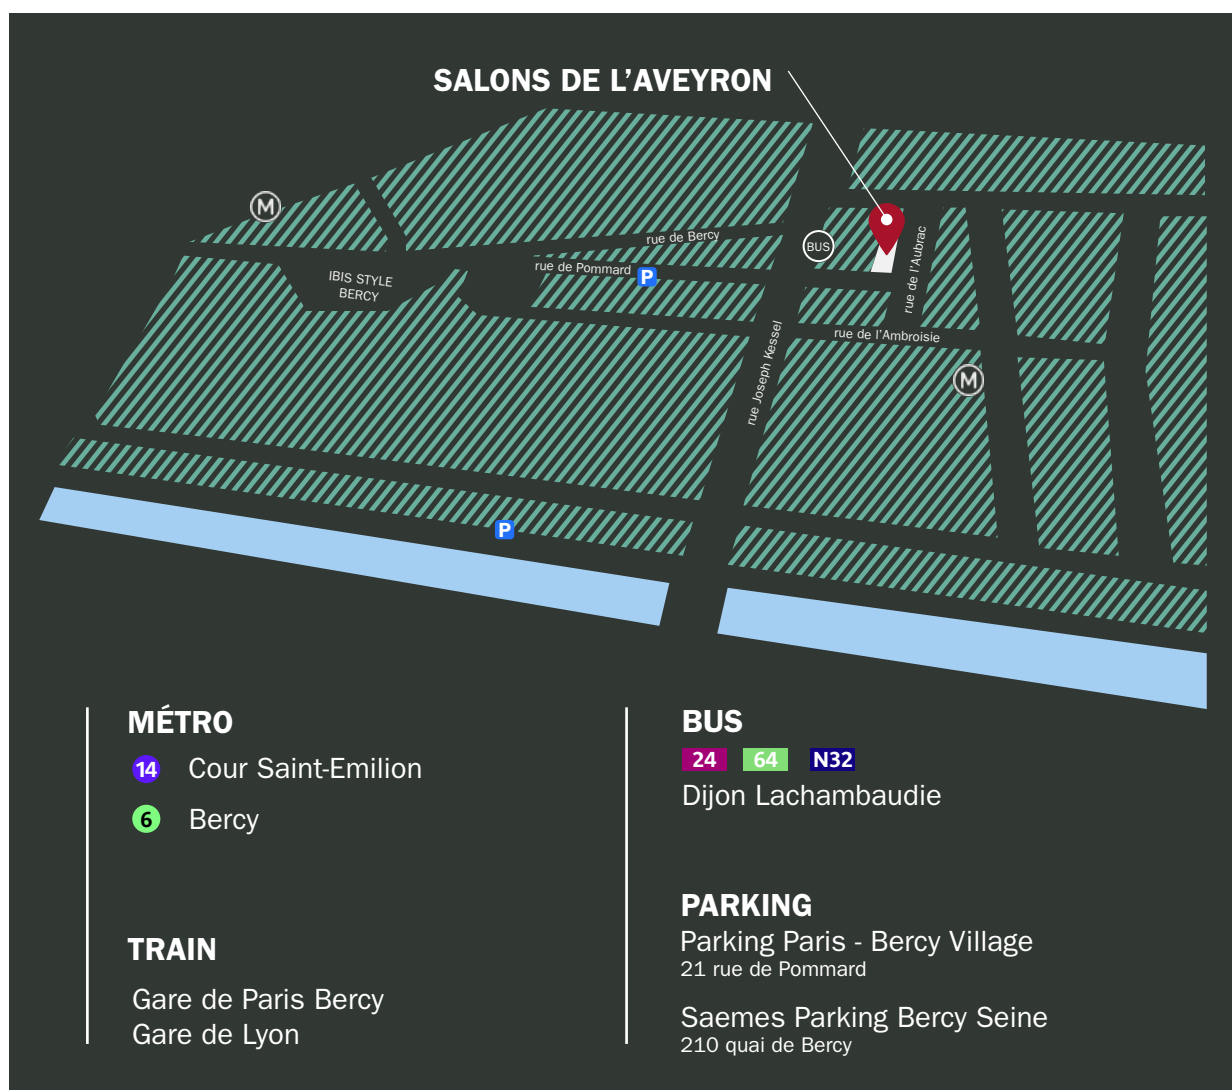 SALONS DE L’AVEYRON
M
rue de Bercy
BUS
rue de l’Aubrac
rue de Pommard
P
IBIS STYLE
BERCY
rue de l’Ambroisie
rue Joseph Kessel
M
P
MÉTRO
14 Cour Saint-Emilion
6 Bercy
TRAIN
Gare de Paris Bercy
Gare de Lyon
BUS
24 64 N32
Dijon Lachambaudie
PARKING
Parking Paris - Bercy Village
21 rue de Pommard
Saemes Parking Bercy Seine
210 quai de Bercy